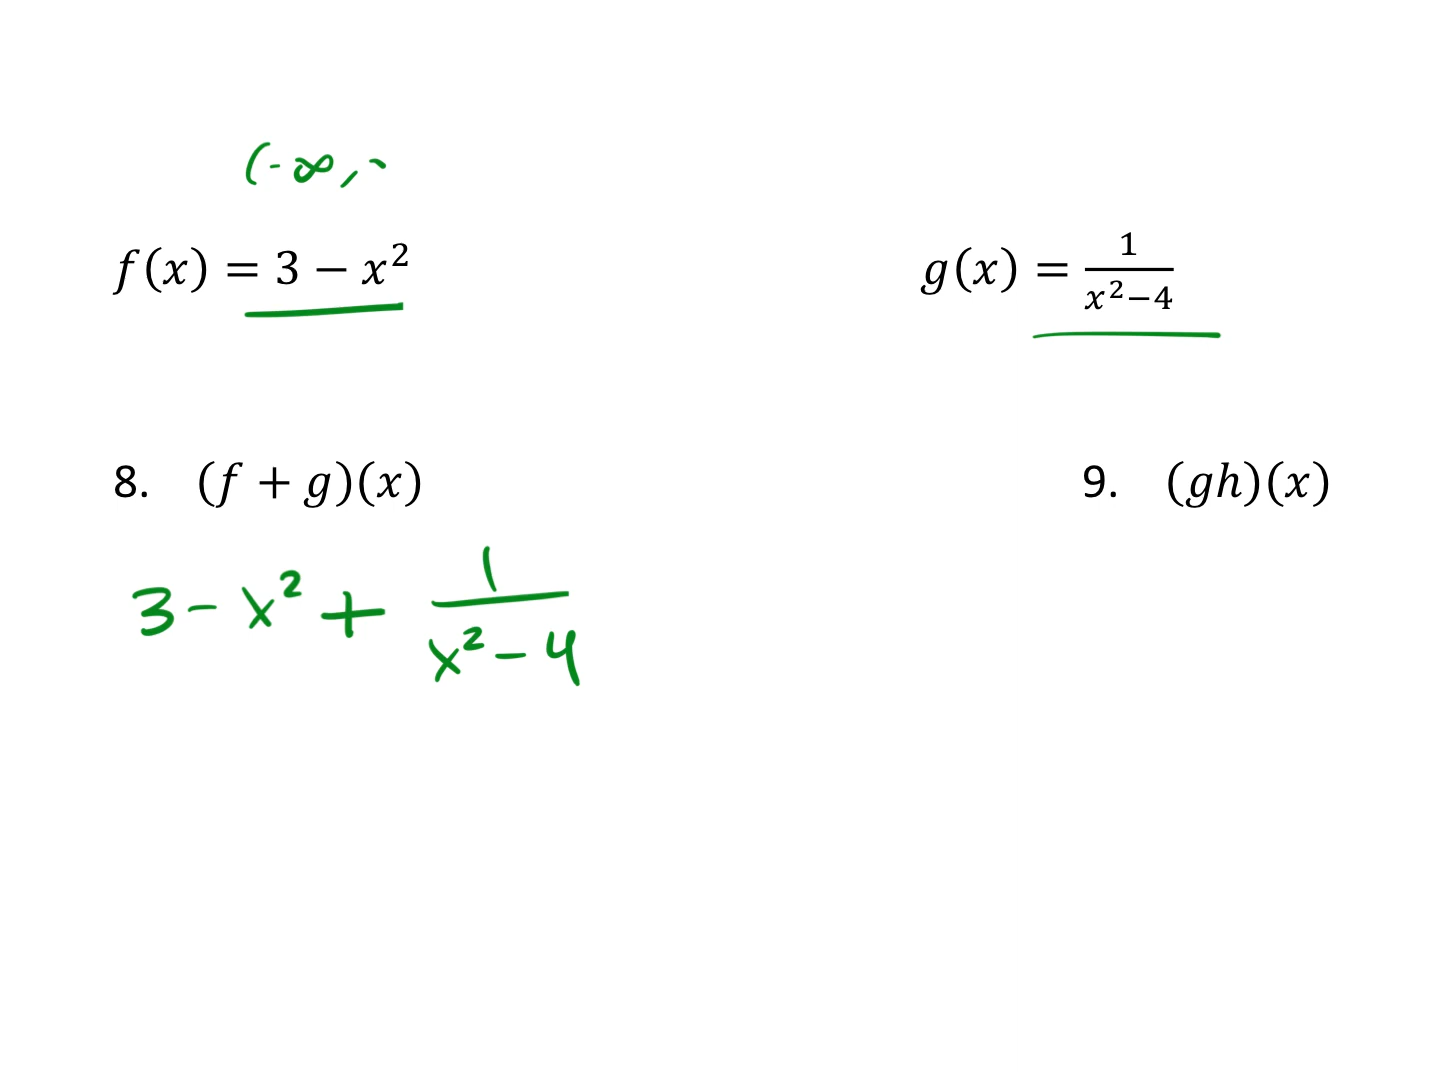 (-∞,
f(x) = 3 − x²
g(x) = 1/(x²−4)
8. (f + g)(x)
9. (gh)(x)
3 - x² + 1/(x² - 4)